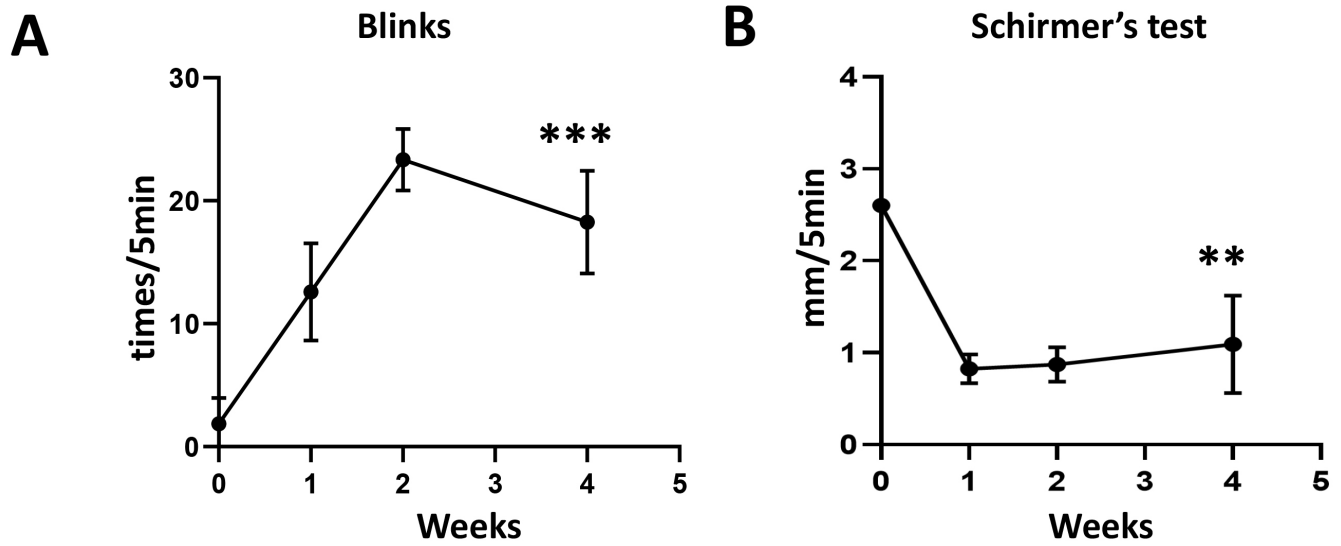 A
Blinks
30
20
10
0
times/5min
***
0 1 2 3 4 5
Weeks
B
Schirmer’s test
4
3
2
1
0
mm/5min
**
0 1 2 3 4 5
Weeks